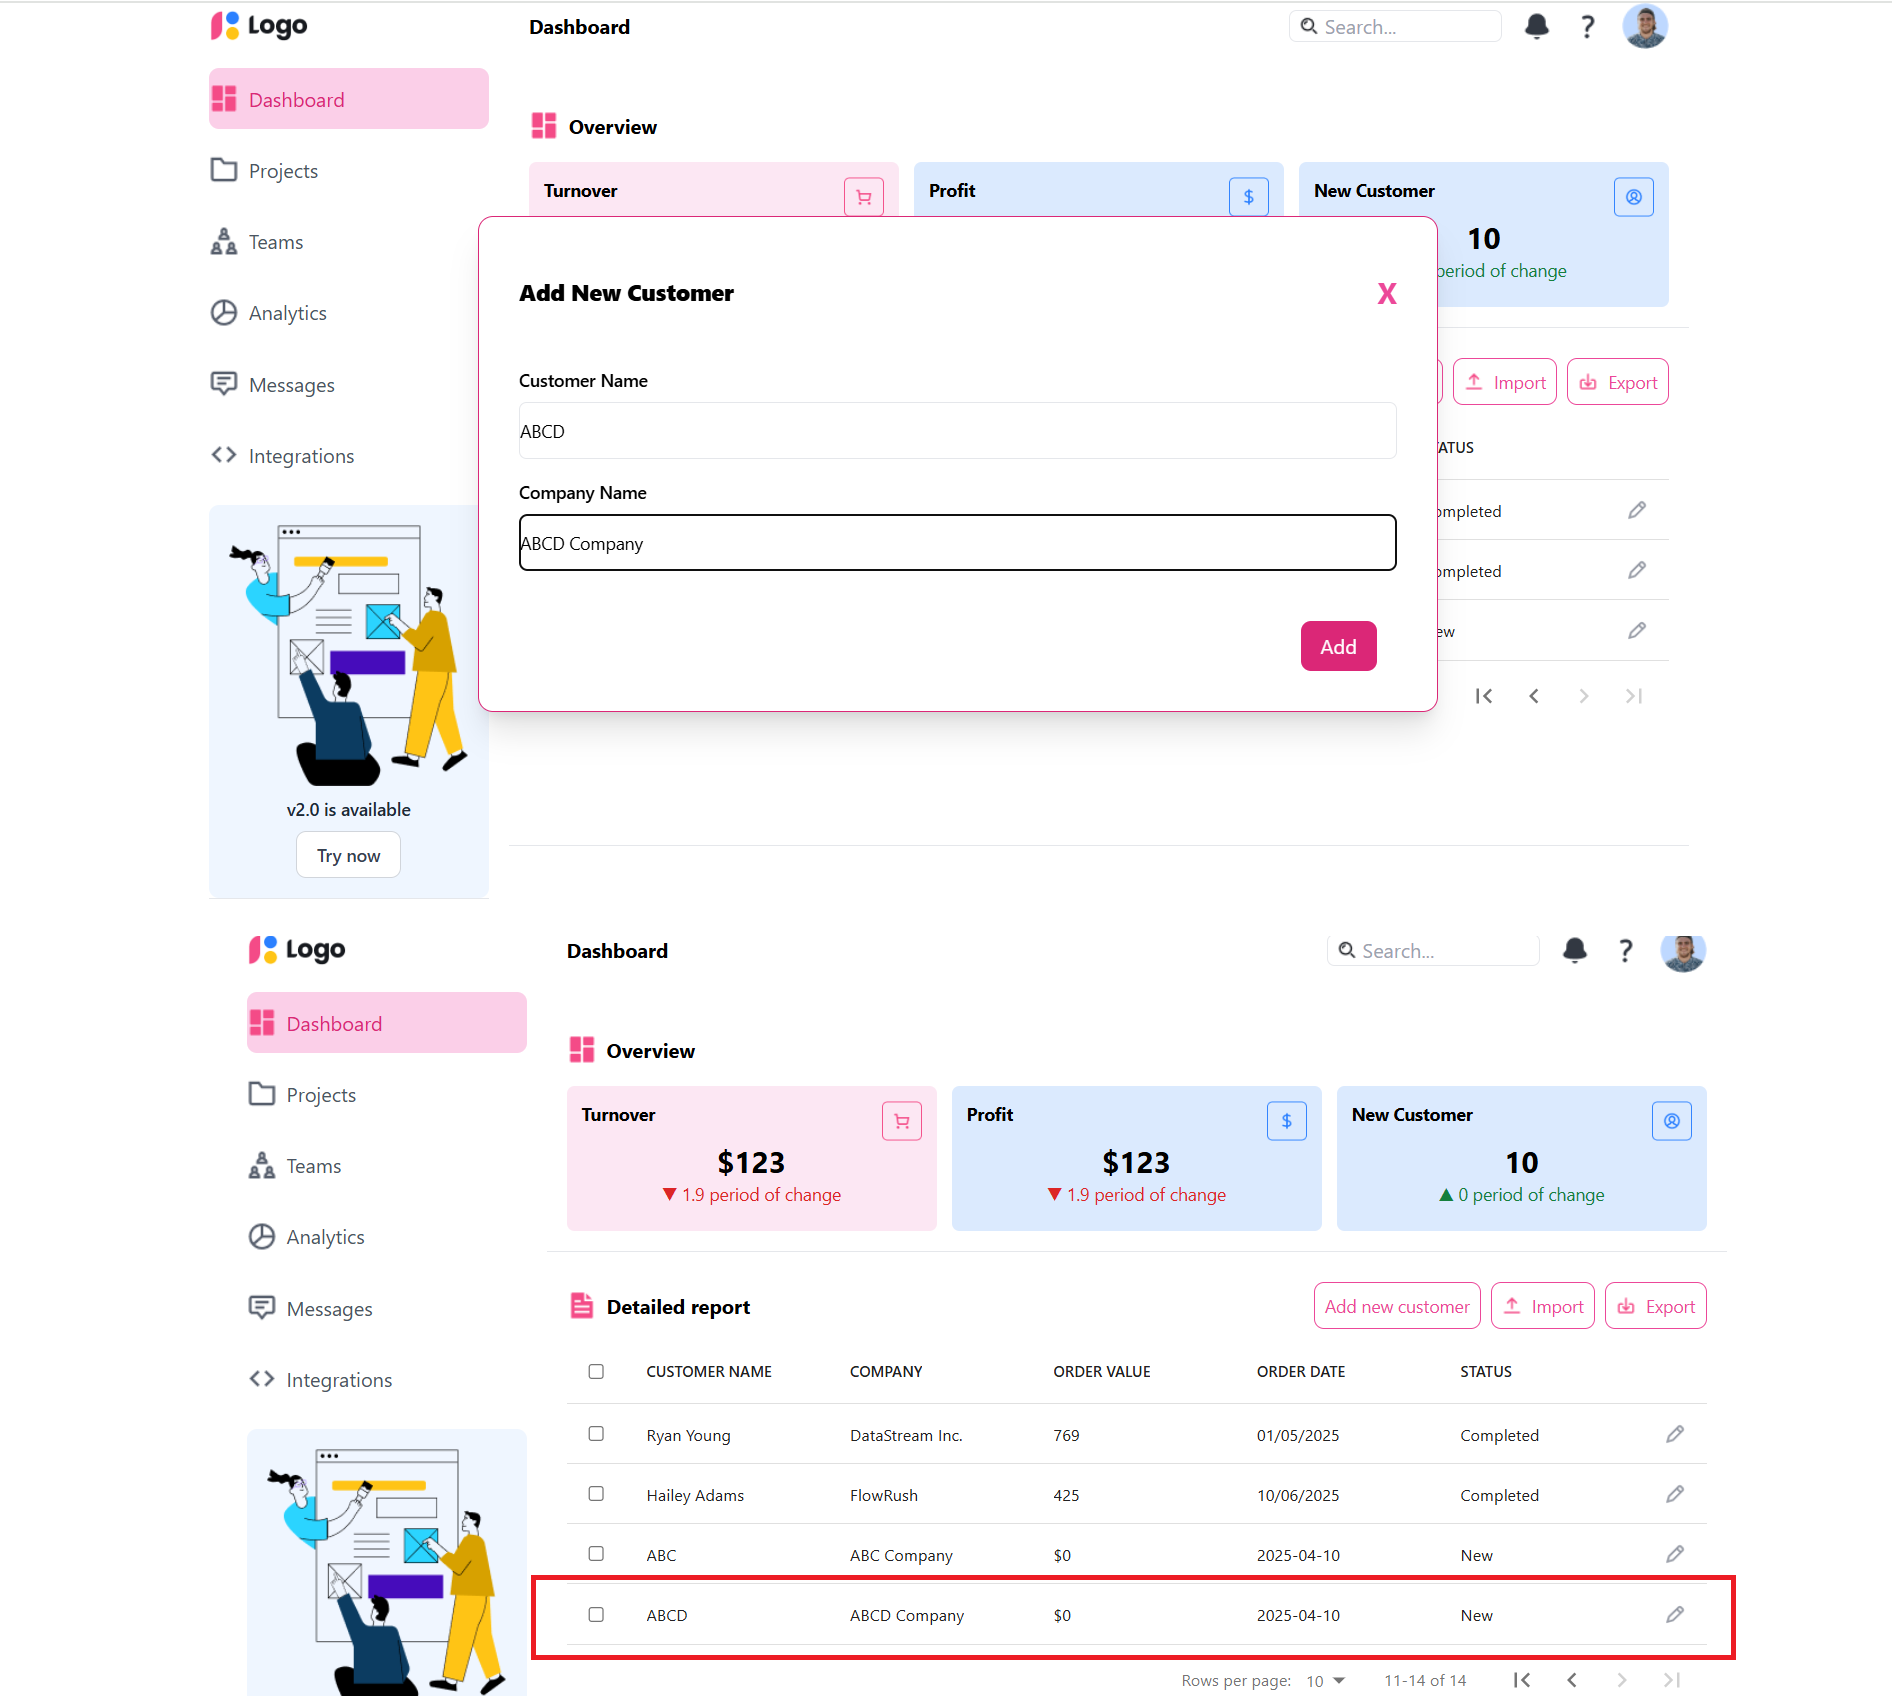 Logo
Dashboard
Search...
?
Dashboard
Projects
Teams
Analytics
Messages
Integrations
v2.0 is available
Try now
Overview
Turnover
Profit
$
New Customer
10
period of change
Add New Customer
X
Customer Name
ABCD
Company Name
ABCD Company
Add
Import
Export
ATUS
ompleted
ompleted
ew
Logo
Dashboard
Search...
?
Dashboard
Projects
Teams
Analytics
Messages
Integrations
Overview
Turnover
$123
▼ 1.9 period of change
Profit
$
$123
▼ 1.9 period of change
New Customer
10
▲ 0 period of change
Detailed report
Add new customer
Import
Export
CUSTOMER NAME COMPANY ORDER VALUE ORDER DATE STATUS
Ryan Young DataStream Inc. 769 01/05/2025 Completed
Hailey Adams FlowRush 425 10/06/2025 Completed
ABC ABC Company $0 2025-04-10 New
ABCD ABCD Company $0 2025-04-10 New
Rows per page: 10 11-14 of 14